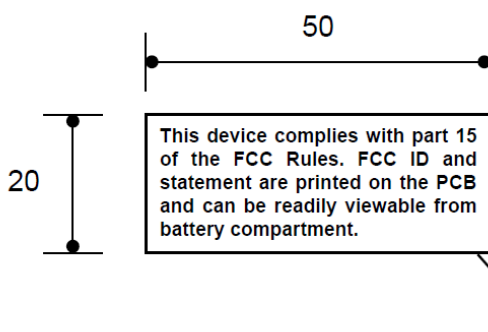 50
20
This device complies with part 15
of the FCC Rules. FCC ID and
statement are printed on the PCB
and can be readily viewable from
battery compartment.